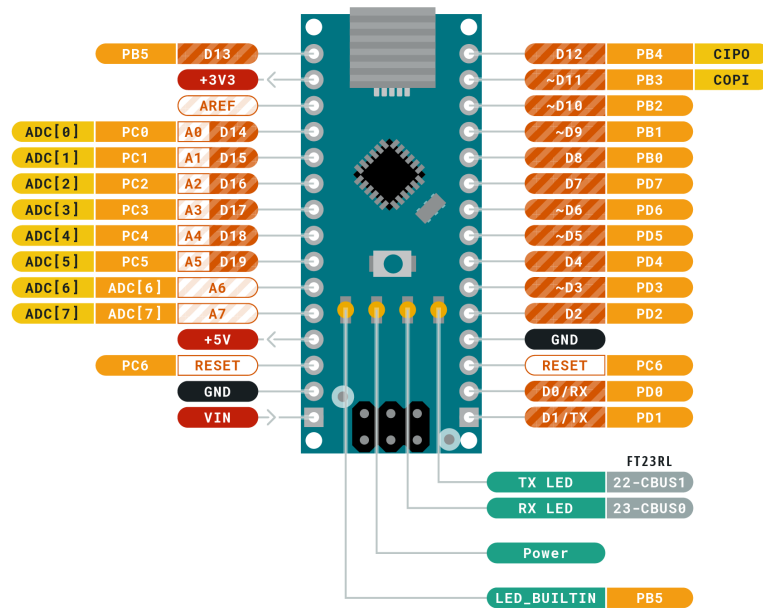 PB5 D13 D12 PB4 CIPO
+3V3 ~D11 PB3 COPI
AREF ~D10 PB2
ADC[0] PC0 A0 D14 ~D9 PB1
ADC[1] PC1 A1 D15 D8 PB0
ADC[2] PC2 A2 D16 D7 PD7
ADC[3] PC3 A3 D17 ~D6 PD6
ADC[4] PC4 A4 D18 ~D5 PD5
ADC[5] PC5 A5 D19 D4 PD4
ADC[6] ADC[6] A6 ~D3 PD3
ADC[7] ADC[7] A7 D2 PD2
+5V GND
PC6 RESET RESET PC6
GND D0/RX PD0
VIN D1/TX PD1
FT23RL
TX LED 22-CBUS1
RX LED 23-CBUS0
Power
LED_BUILTIN PB5